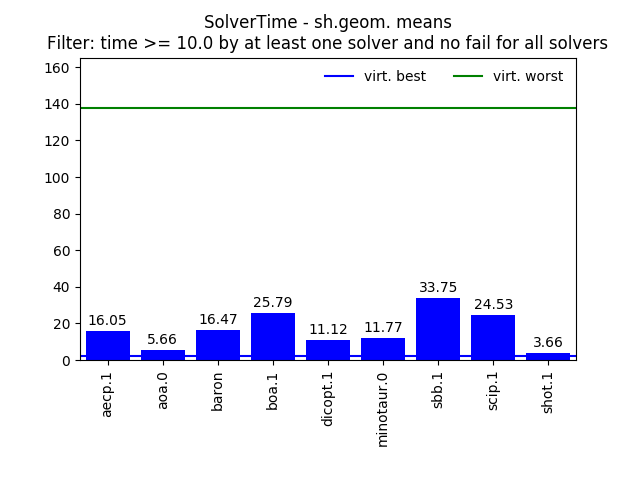 SolverTime - sh.geom. means
Filter: time >= 10.0 by at least one solver and no fail for all solvers
virt. best virt. worst
160
140
120
100
80
60
40
20
0
16.05 5.66 16.47 25.79 11.12 11.77 33.75 24.53 3.66
aecp.1 aoa.0 baron boa.1 dicopt.1 minotaur.0 sbb.1 scip.1 shot.1